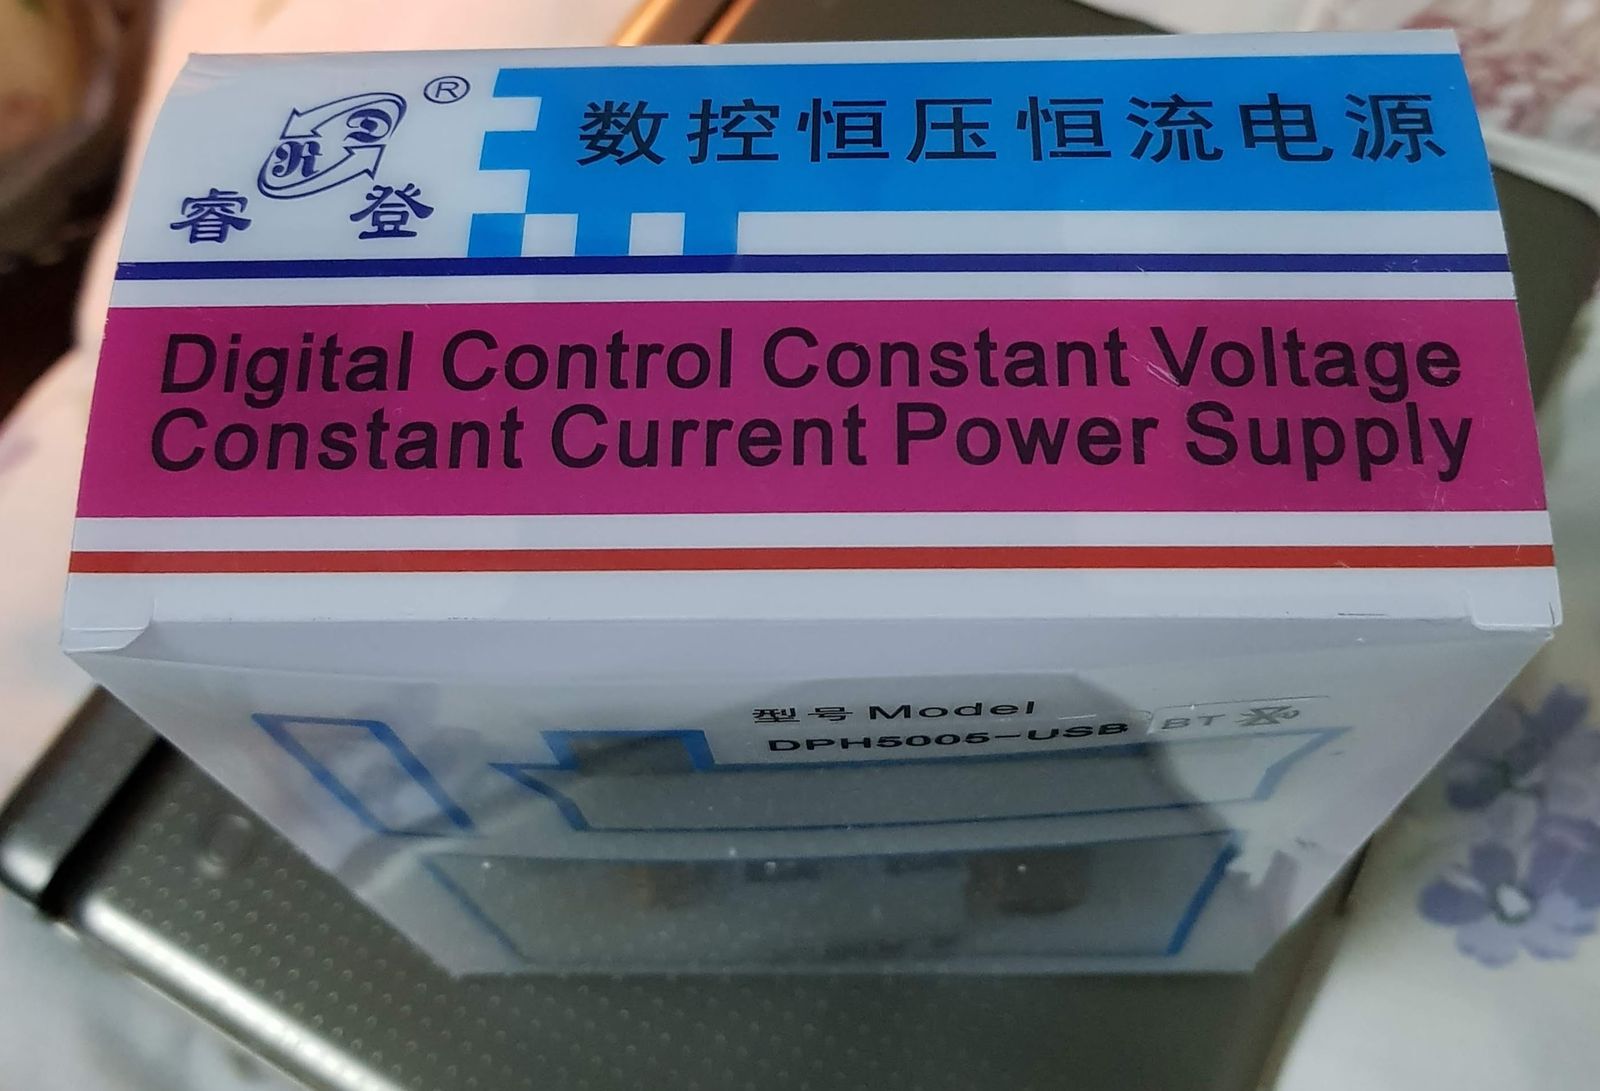 ®
睿 登
数控恒压恒流电源
Digital Control Constant Voltage
Constant Current Power Supply
型号 Model
DPH5005-USB BT